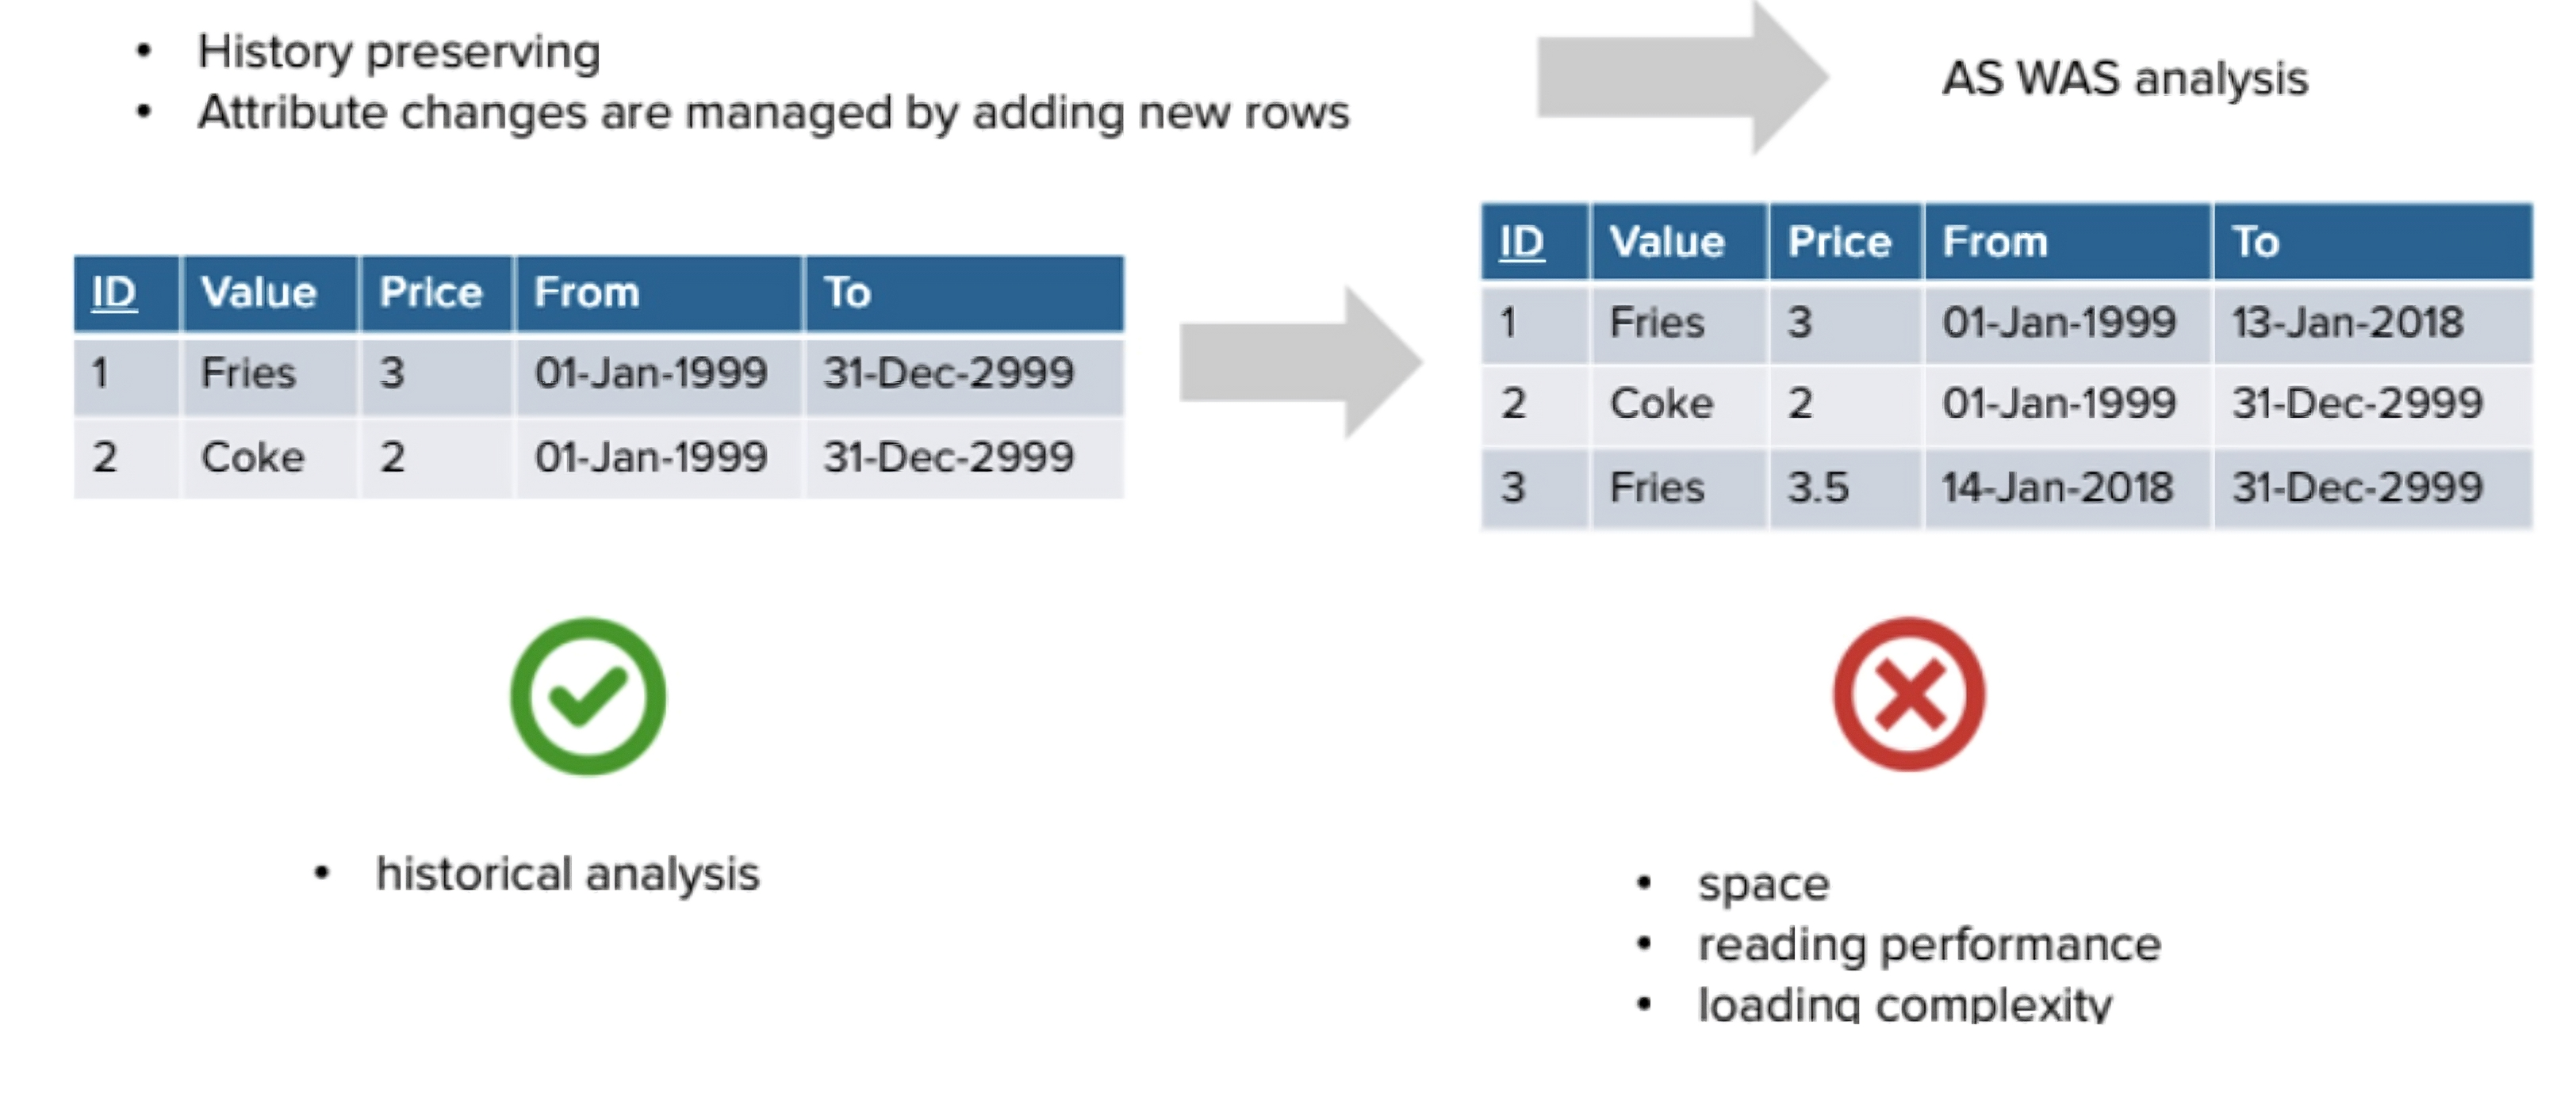 • History preserving
• Attribute changes are managed by adding new rows
AS WAS analysis
ID Value Price From To
1 Fries 3 01-Jan-1999 31-Dec-2999
2 Coke 2 01-Jan-1999 31-Dec-2999
ID Value Price From To
1 Fries 3 01-Jan-1999 13-Jan-2018
2 Coke 2 01-Jan-1999 31-Dec-2999
3 Fries 3.5 14-Jan-2018 31-Dec-2999
• historical analysis
• space
• reading performance
• loading complexity